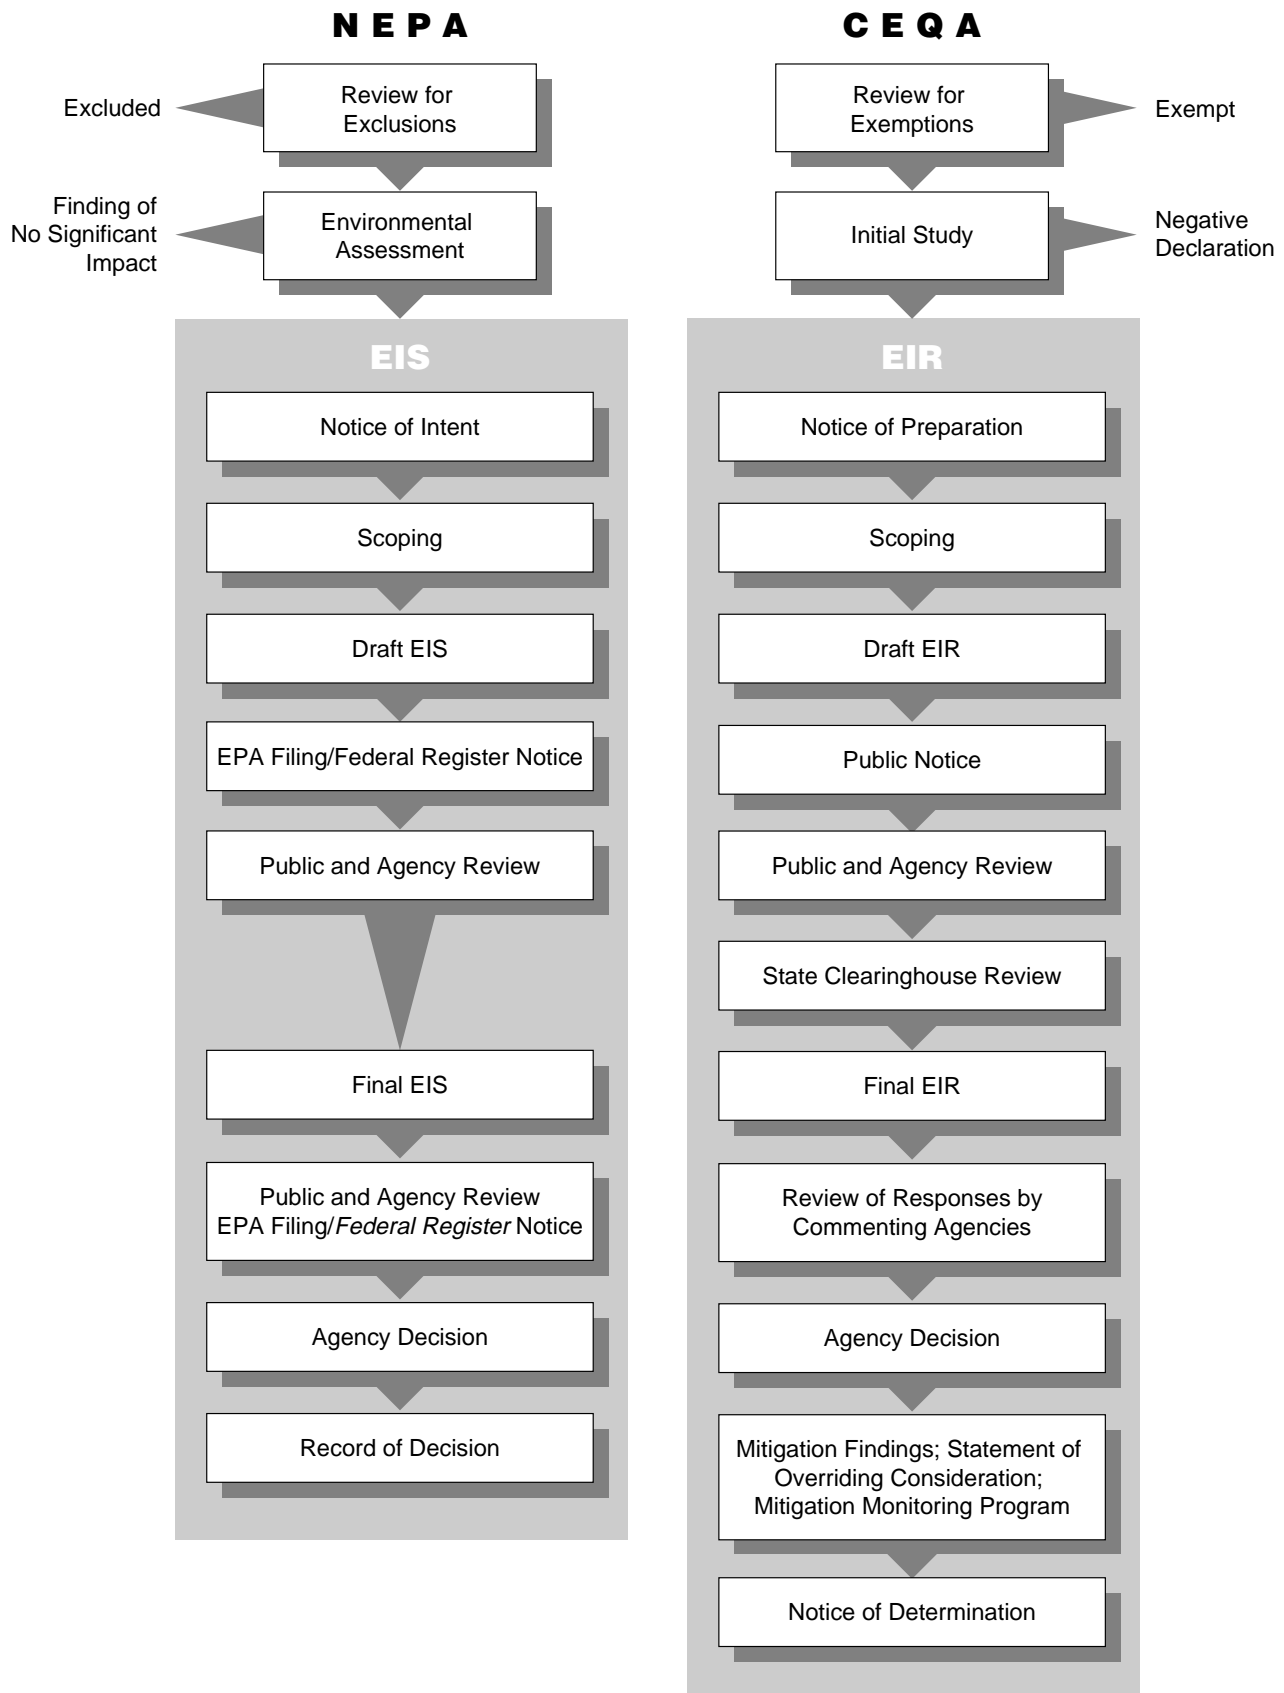 NEPA
Excluded
Review for
Exclusions
Finding of
No Significant
Impact
Environmental
Assessment
EIS
Notice of Intent
Scoping
Draft EIS
EPA Filing/Federal Register Notice
Public and Agency Review
Final EIS
Public and Agency Review
EPA Filing/Federal Register Notice
Agency Decision
Record of Decision
CEQA
Review for
Exemptions
Exempt
Initial Study
Negative
Declaration
EIR
Notice of Preparation
Scoping
Draft EIR
Public Notice
Public and Agency Review
State Clearinghouse Review
Final EIR
Review of Responses by
Commenting Agencies
Agency Decision
Mitigation Findings; Statement of
Overriding Consideration;
Mitigation Monitoring Program
Notice of Determination